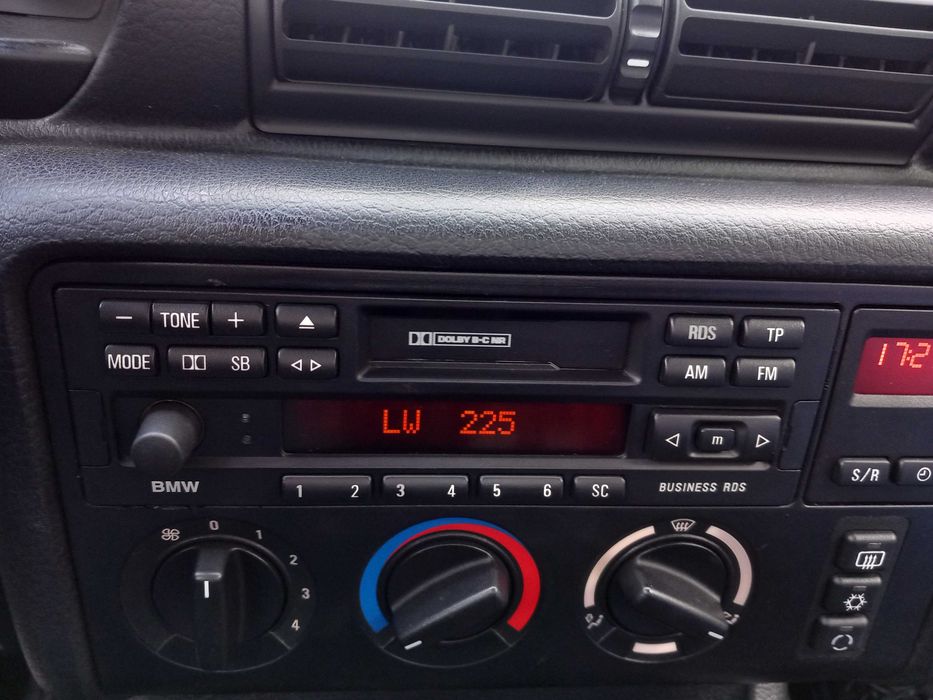 − TONE +
MODE SB
DOLBY B-C NR
RDS TP
AM FM
LW 225
m
17:2
BMW
1 2 3 4 5 6 SC
BUSINESS RDS
S/R
0 1 2 3 4